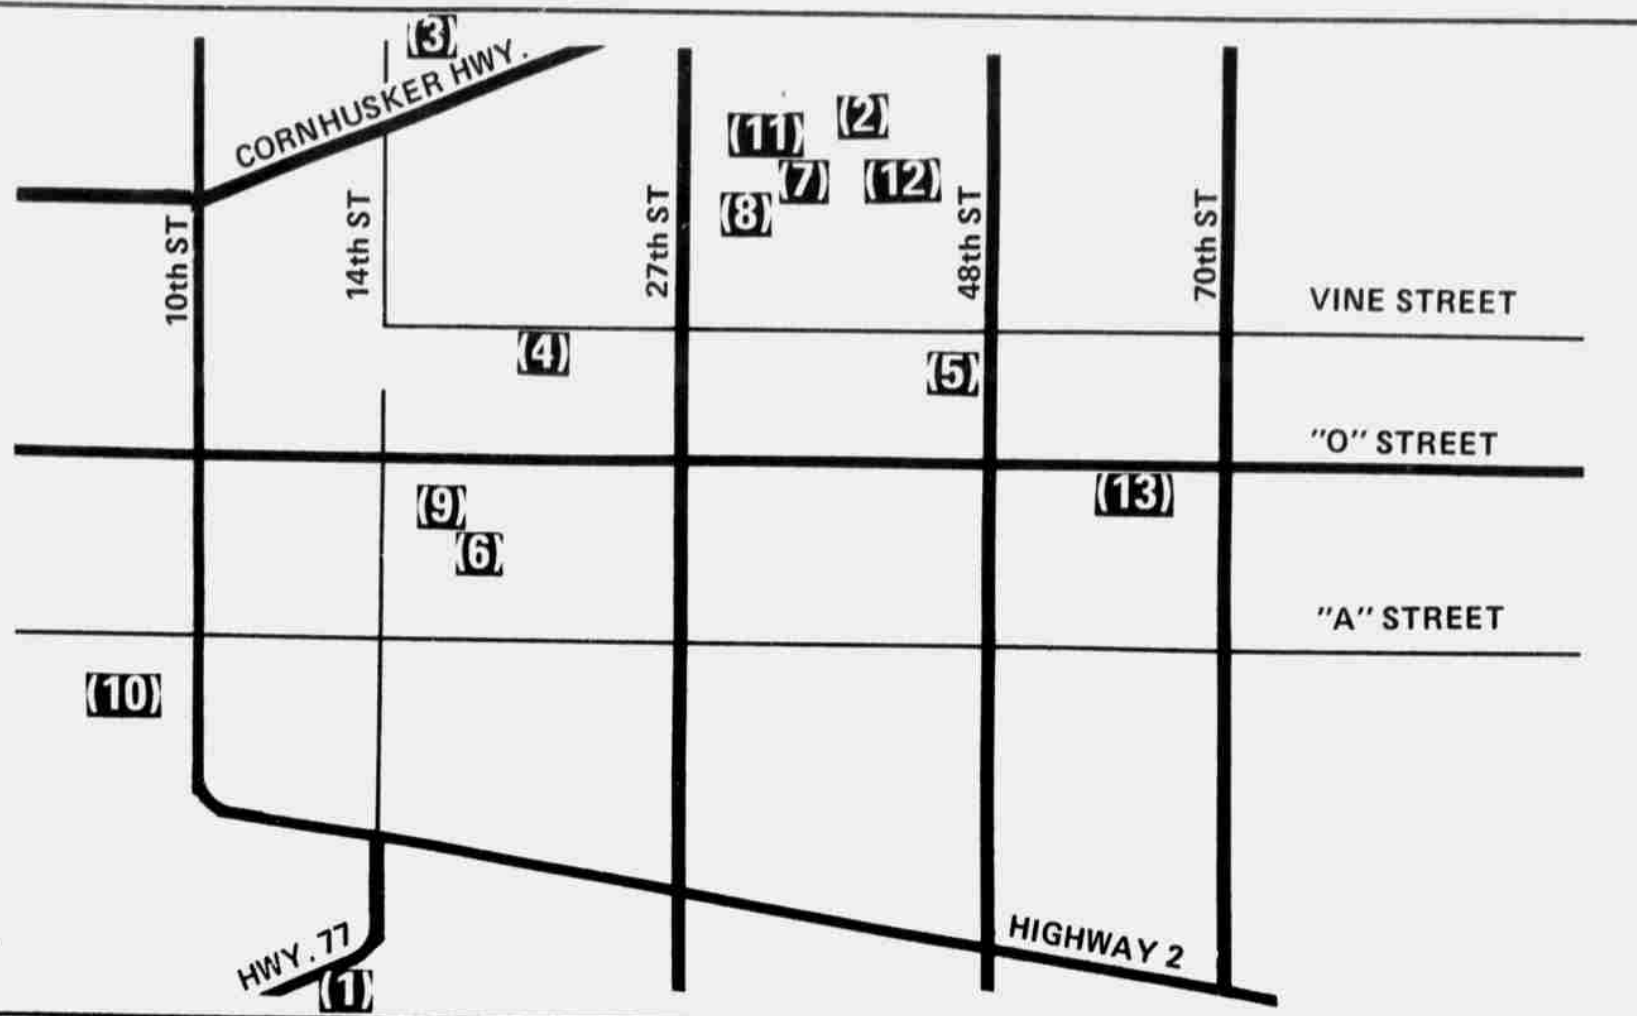 (3)
CORNHUSKER HWY.
(11)
(2)
(7)
(12)
(8)
10th ST
14th ST
27th ST
48th ST
70th ST
VINE STREET
(4)
(5)
"O" STREET
(9)
(13)
(6)
"A" STREET
(10)
HWY. 77
HIGHWAY 2
(1)